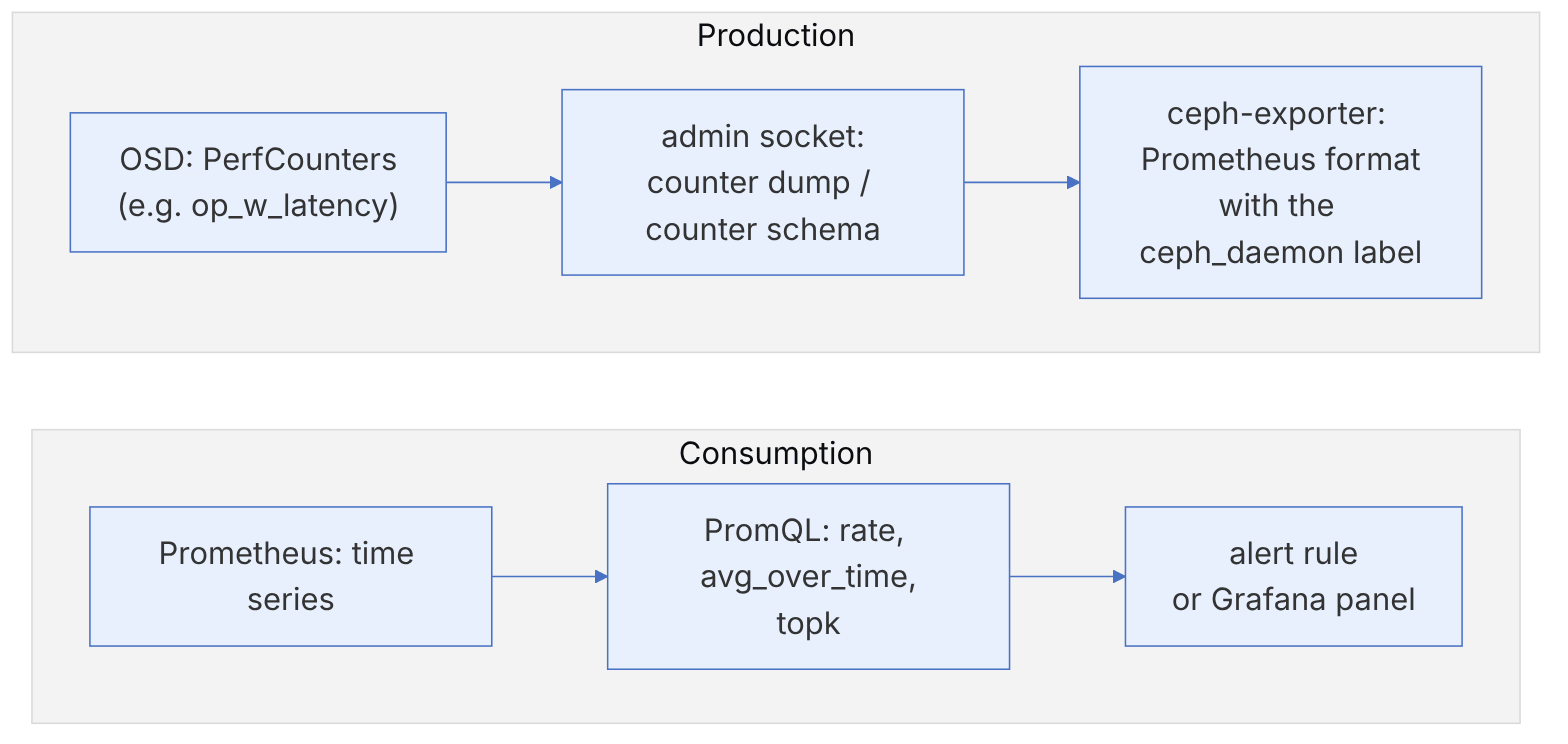 Production
OSD: PerfCounters
(e.g. op_w_latency)
admin socket:
counter dump /
counter schema
ceph-exporter:
Prometheus format
with the
ceph_daemon label
Consumption
Prometheus: time
series
PromQL: rate,
avg_over_time,
topk
alert rule
or Grafana panel